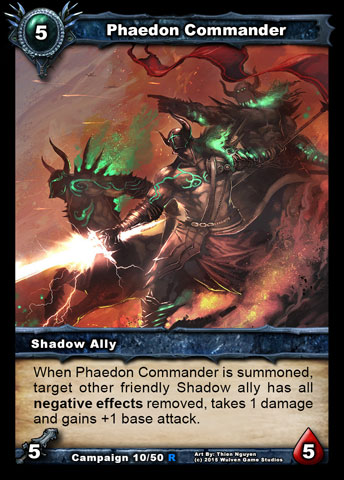 5
Phaedon Commander
Shadow Ally
When Phaedon Commander is summoned,
target other friendly Shadow ally has all
negative effects removed, takes 1 damage
and gains +1 base attack.
5
Campaign 10/50 R
Art By: Thien Nguyen
(c) 2015 Wulven Game Studios
5